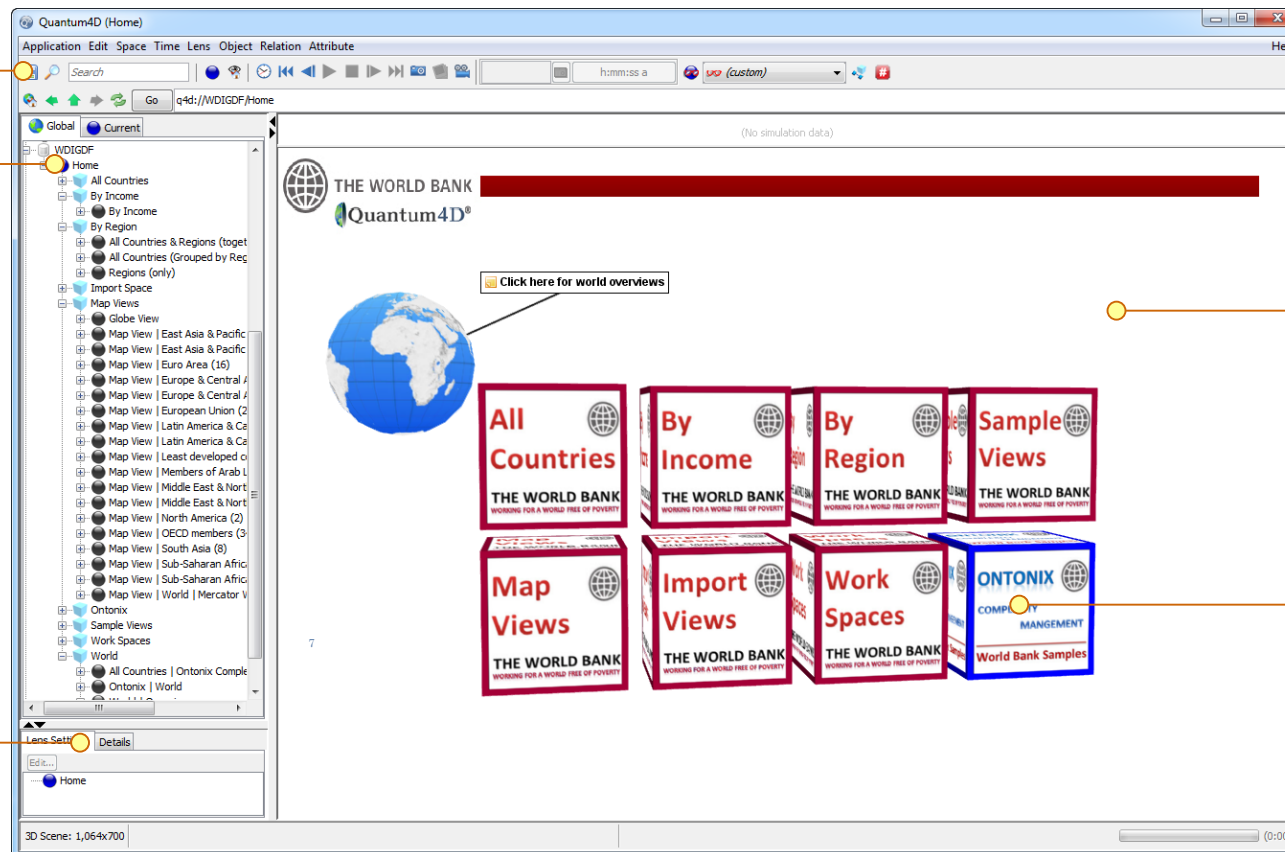 Quantum4D (Home)
Application Edit Space Time Lens Object Relation Attribute He
Search
h:mm:ss a
(custom)
Go
q4d://WDIGDF/Home
Global
Current
(No simulation data)
WDIGDF
Home
All Countries
By Income
By Income
By Region
All Countries & Regions (toget
All Countries (Grouped by Reg
Regions (only)
Import Space
Map Views
Globe View
Map View | East Asia & Pacific
Map View | East Asia & Pacific
Map View | Euro Area (16)
Map View | Europe & Central A
Map View | Europe & Central A
Map View | European Union (2
Map View | Latin America & Ca
Map View | Latin America & Ca
Map View | Least developed co
Map View | Members of Arab L
Map View | Middle East & Nort
Map View | Middle East & Nort
Map View | North America (2)
Map View | OECD members (3
Map View | South Asia (8)
Map View | Sub-Saharan Afric
Map View | Sub-Saharan Afric
Map View | World | Mercator
Ontonix
Sample Views
Work Spaces
World
All Countries | Ontonix Comple
Ontonix | World
THE WORLD BANK
Quantum4D®
Click here for world overviews
All Countries
THE WORLD BANK
WORKING FOR A WORLD FREE OF POVERTY
By Income
THE WORLD BANK
WORKING FOR A WORLD FREE OF POVERTY
By Region
THE WORLD BANK
WORKING FOR A WORLD FREE OF POVERTY
Sample Views
THE WORLD BANK
WORKING FOR A WORLD FREE OF POVERTY
Map Views
THE WORLD BANK
WORKING FOR A WORLD FREE OF POVERTY
Import Views
THE WORLD BANK
WORKING FOR A WORLD FREE OF POVERTY
Work Spaces
THE WORLD BANK
WORKING FOR A WORLD FREE OF POVERTY
ONTONIX
MANGEMENT
World Bank Samples
7
Lens
Details
Edit...
Home
3D Scene: 1,064x700
(0:00